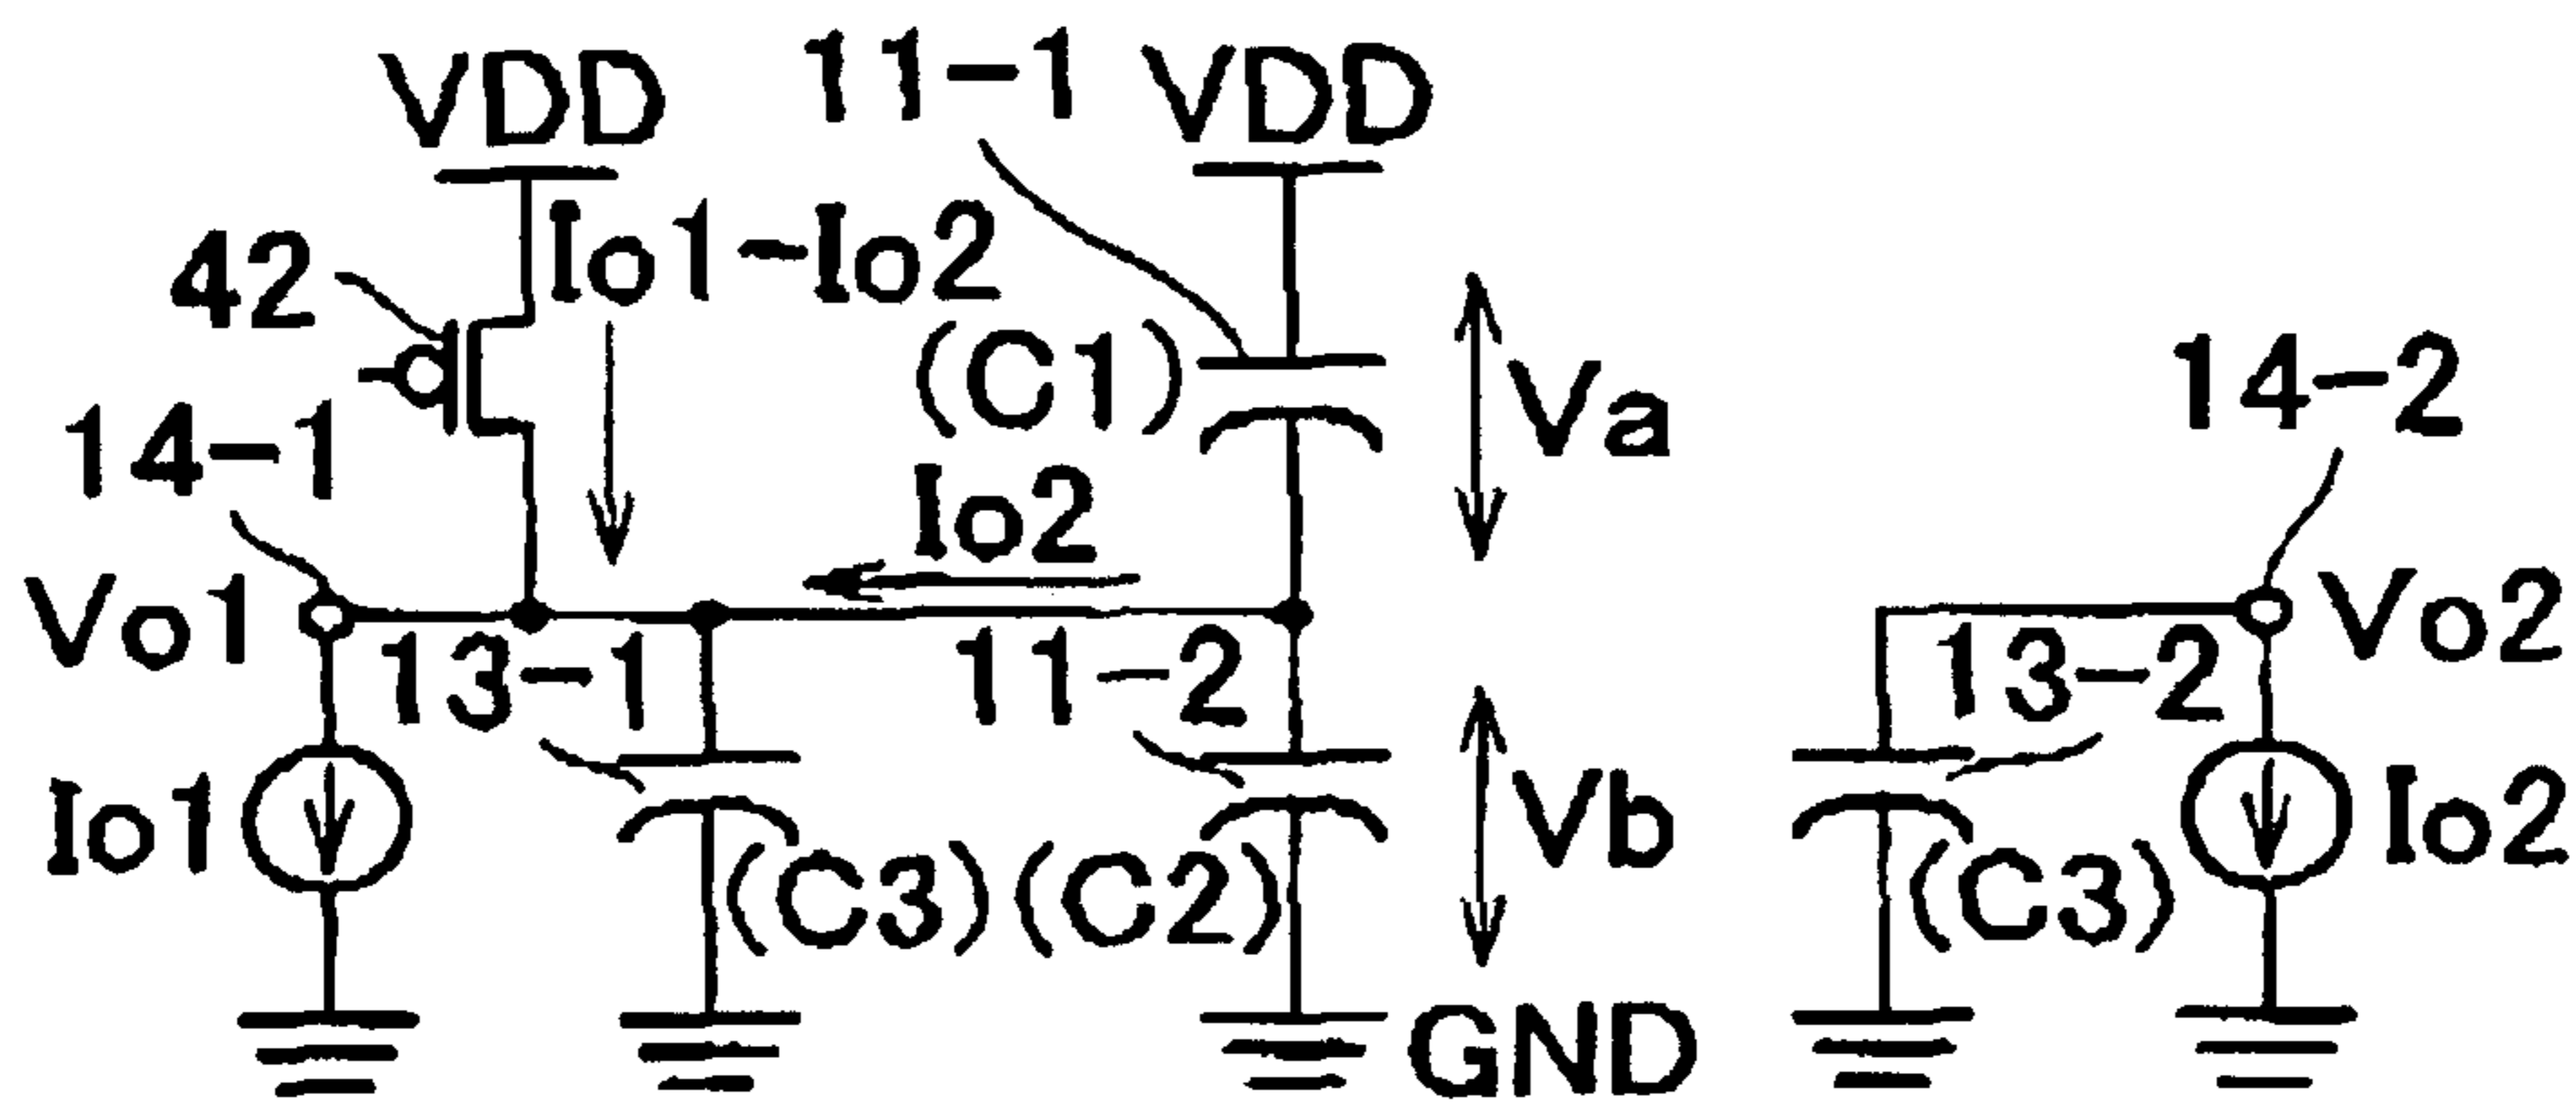 VDD 11-1 VDD
42 Io1-Io2
(C1) Va 14-2
14-1 Io2
Vo1 13-1 11-2 13-2 Vo2
Io1 Vb Io2
(C3) (C2) (C3)
GND